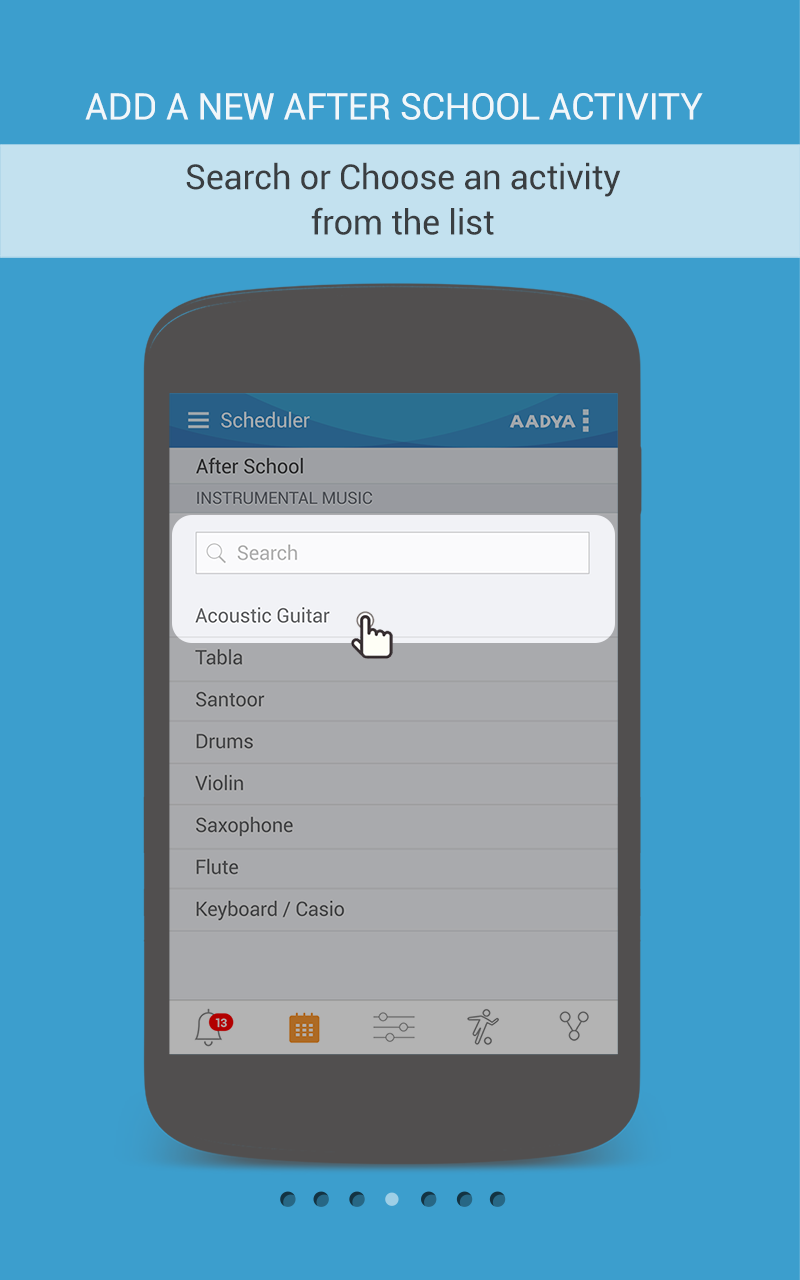 ADD A NEW AFTER SCHOOL ACTIVITY
Search or Choose an activity
from the list
Scheduler AADYA
After School
INSTRUMENTAL MUSIC
Search
Acoustic Guitar
Tabla
Santoor
Drums
Violin
Saxophone
Flute
Keyboard / Casio
13